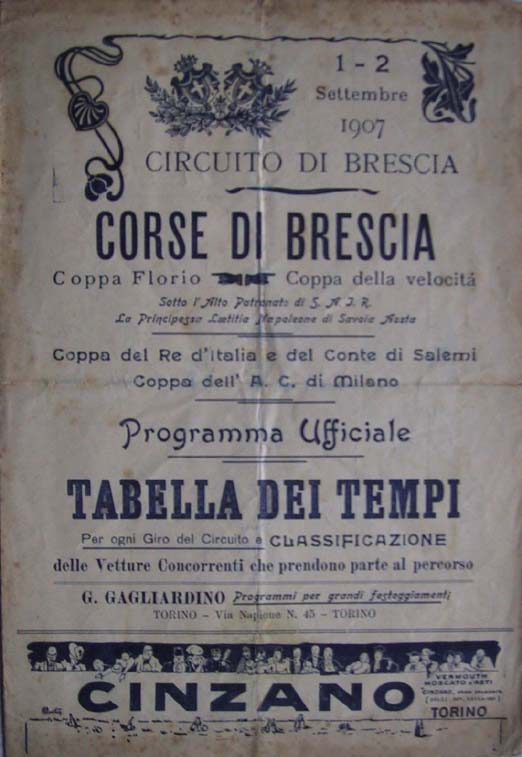 1 - 2
Settembre
1907
CIRCUITO DI BRESCIA
CORSE DI BRESCIA
Coppa Florio Coppa della velocitá
Sotto l'Alto Patronato di S. A. I. R.
La Principessa Lætitia Napoleone di Savoia Aosta
Coppa del Re d'Italia e del Conte di Salemi
Coppa dell' A. C. di Milano
Programma Ufficiale
TABELLA DEI TEMPI
Per ogni Giro del Circuito e CLASSIFICAZIONE
delle Vetture Concorrenti che prendono parte al percorso
G. GAGLIARDINO Programmi per grandi festeggiamenti
TORINO - Via Napione N. 45 - TORINO
CINZANO
VERMOUTH
MOSCATO d'ASTI
TORINO